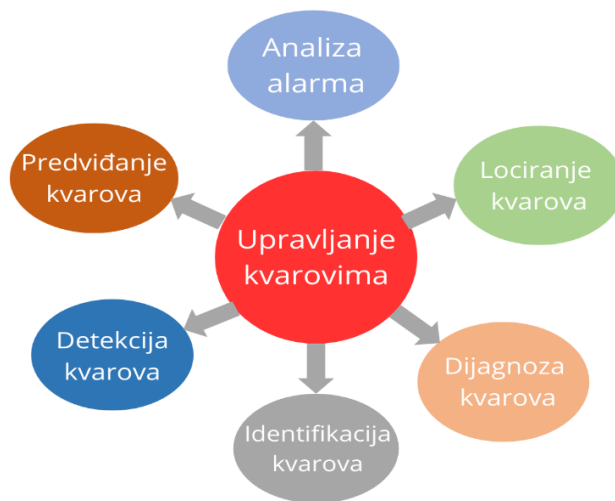 Analiza
alarma
Predviđanje
kvarova
Lociranje
kvarova
Upravljanje
kvarovima
Detekcija
kvarova
Dijagnoza
kvarova
Identifikacija
kvarova